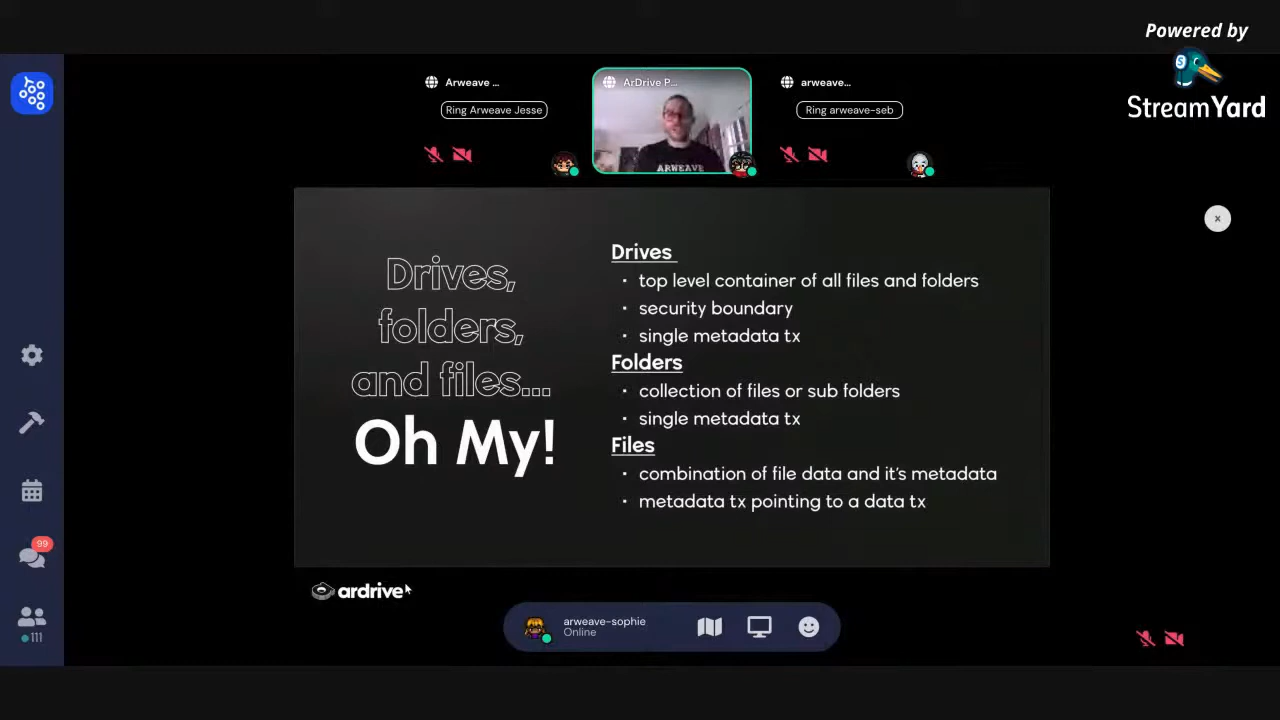 Powered by
StreamYard
Arweave ...
Ring Arweave Jesse
ArDrive P...
ARWEAVE
arweave...
Ring arweave-seb
Drives,
folders,
and files...
Oh My!
Drives
· top level container of all files and folders
· security boundary
· single metadata tx
Folders
· collection of files or sub folders
· single metadata tx
Files
· combination of file data and it's metadata
· metadata tx pointing to a data tx
ardrive
99
111
arweave-sophie
Online